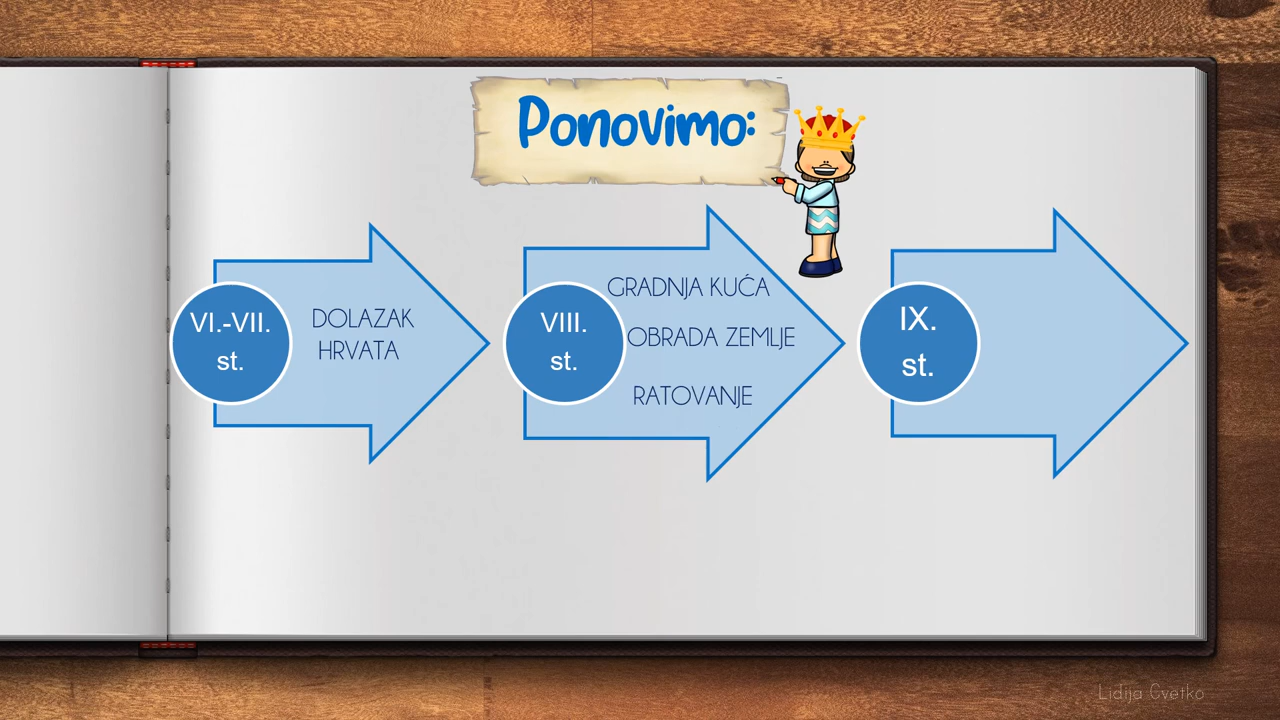 Ponovimo:
VI.-VII.
st.
DOLAZAK
HRVATA
VIII.
st.
GRADNJA KUĆA
OBRADA ZEMLJE
RATOVANJE
IX.
st.
Lidija Cvetko